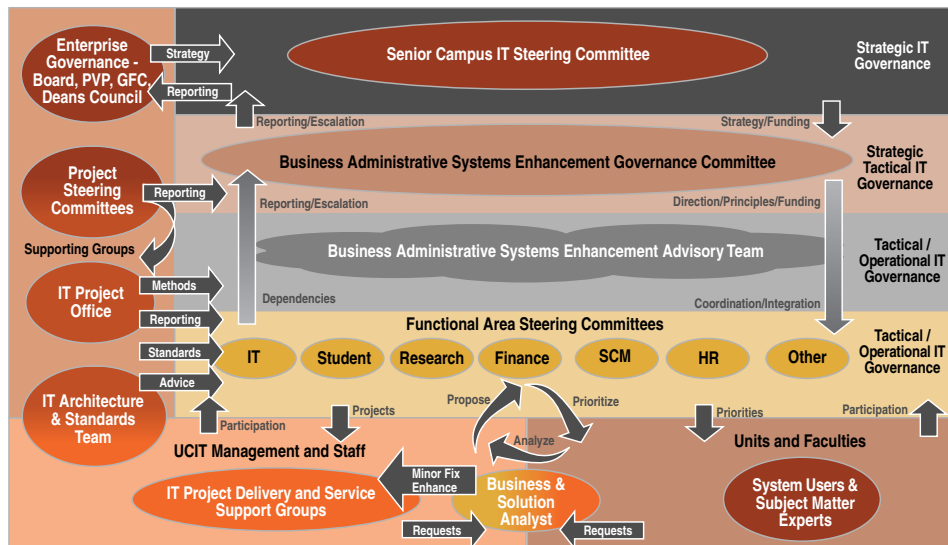 Enterprise
Governance -
Board, PVP, GFC,
Deans Council
Strategy
Reporting
Senior Campus IT Steering Committee
Strategic IT
Governance
Reporting/Escalation
Strategy/Funding
Business Administrative Systems Enhancement Governance Committee
Strategic
Tactical IT
Governance
Project
Steering
Committees
Reporting
Reporting/Escalation
Direction/Principles/Funding
Supporting Groups
Business Administrative Systems Enhancement Advisory Team
Tactical /
Operational IT
Governance
IT Project
Office
Methods
Reporting
Dependencies
Coordination/Integration
Functional Area Steering Committees
Tactical /
Operational IT
Governance
Standards
Advice
IT
Student
Research
Finance
SCM
HR
Other
IT Architecture
& Standards
Team
Participation
Projects
Propose
Prioritize
Analyze
Priorities
Participation
UCIT Management and Staff
Units and Faculties
Minor Fix
Enhance
IT Project Delivery and Service
Support Groups
Business &
Solution
Analyst
System Users &
Subject Matter
Experts
Requests
Requests